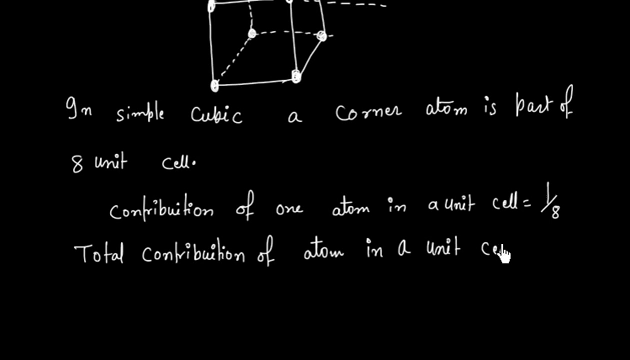 In simple cubic a corner atom is part of
8 unit cell.
Contribuition of one atom in a unit cell = 1/8
Total contribuition of atom in a unit ce